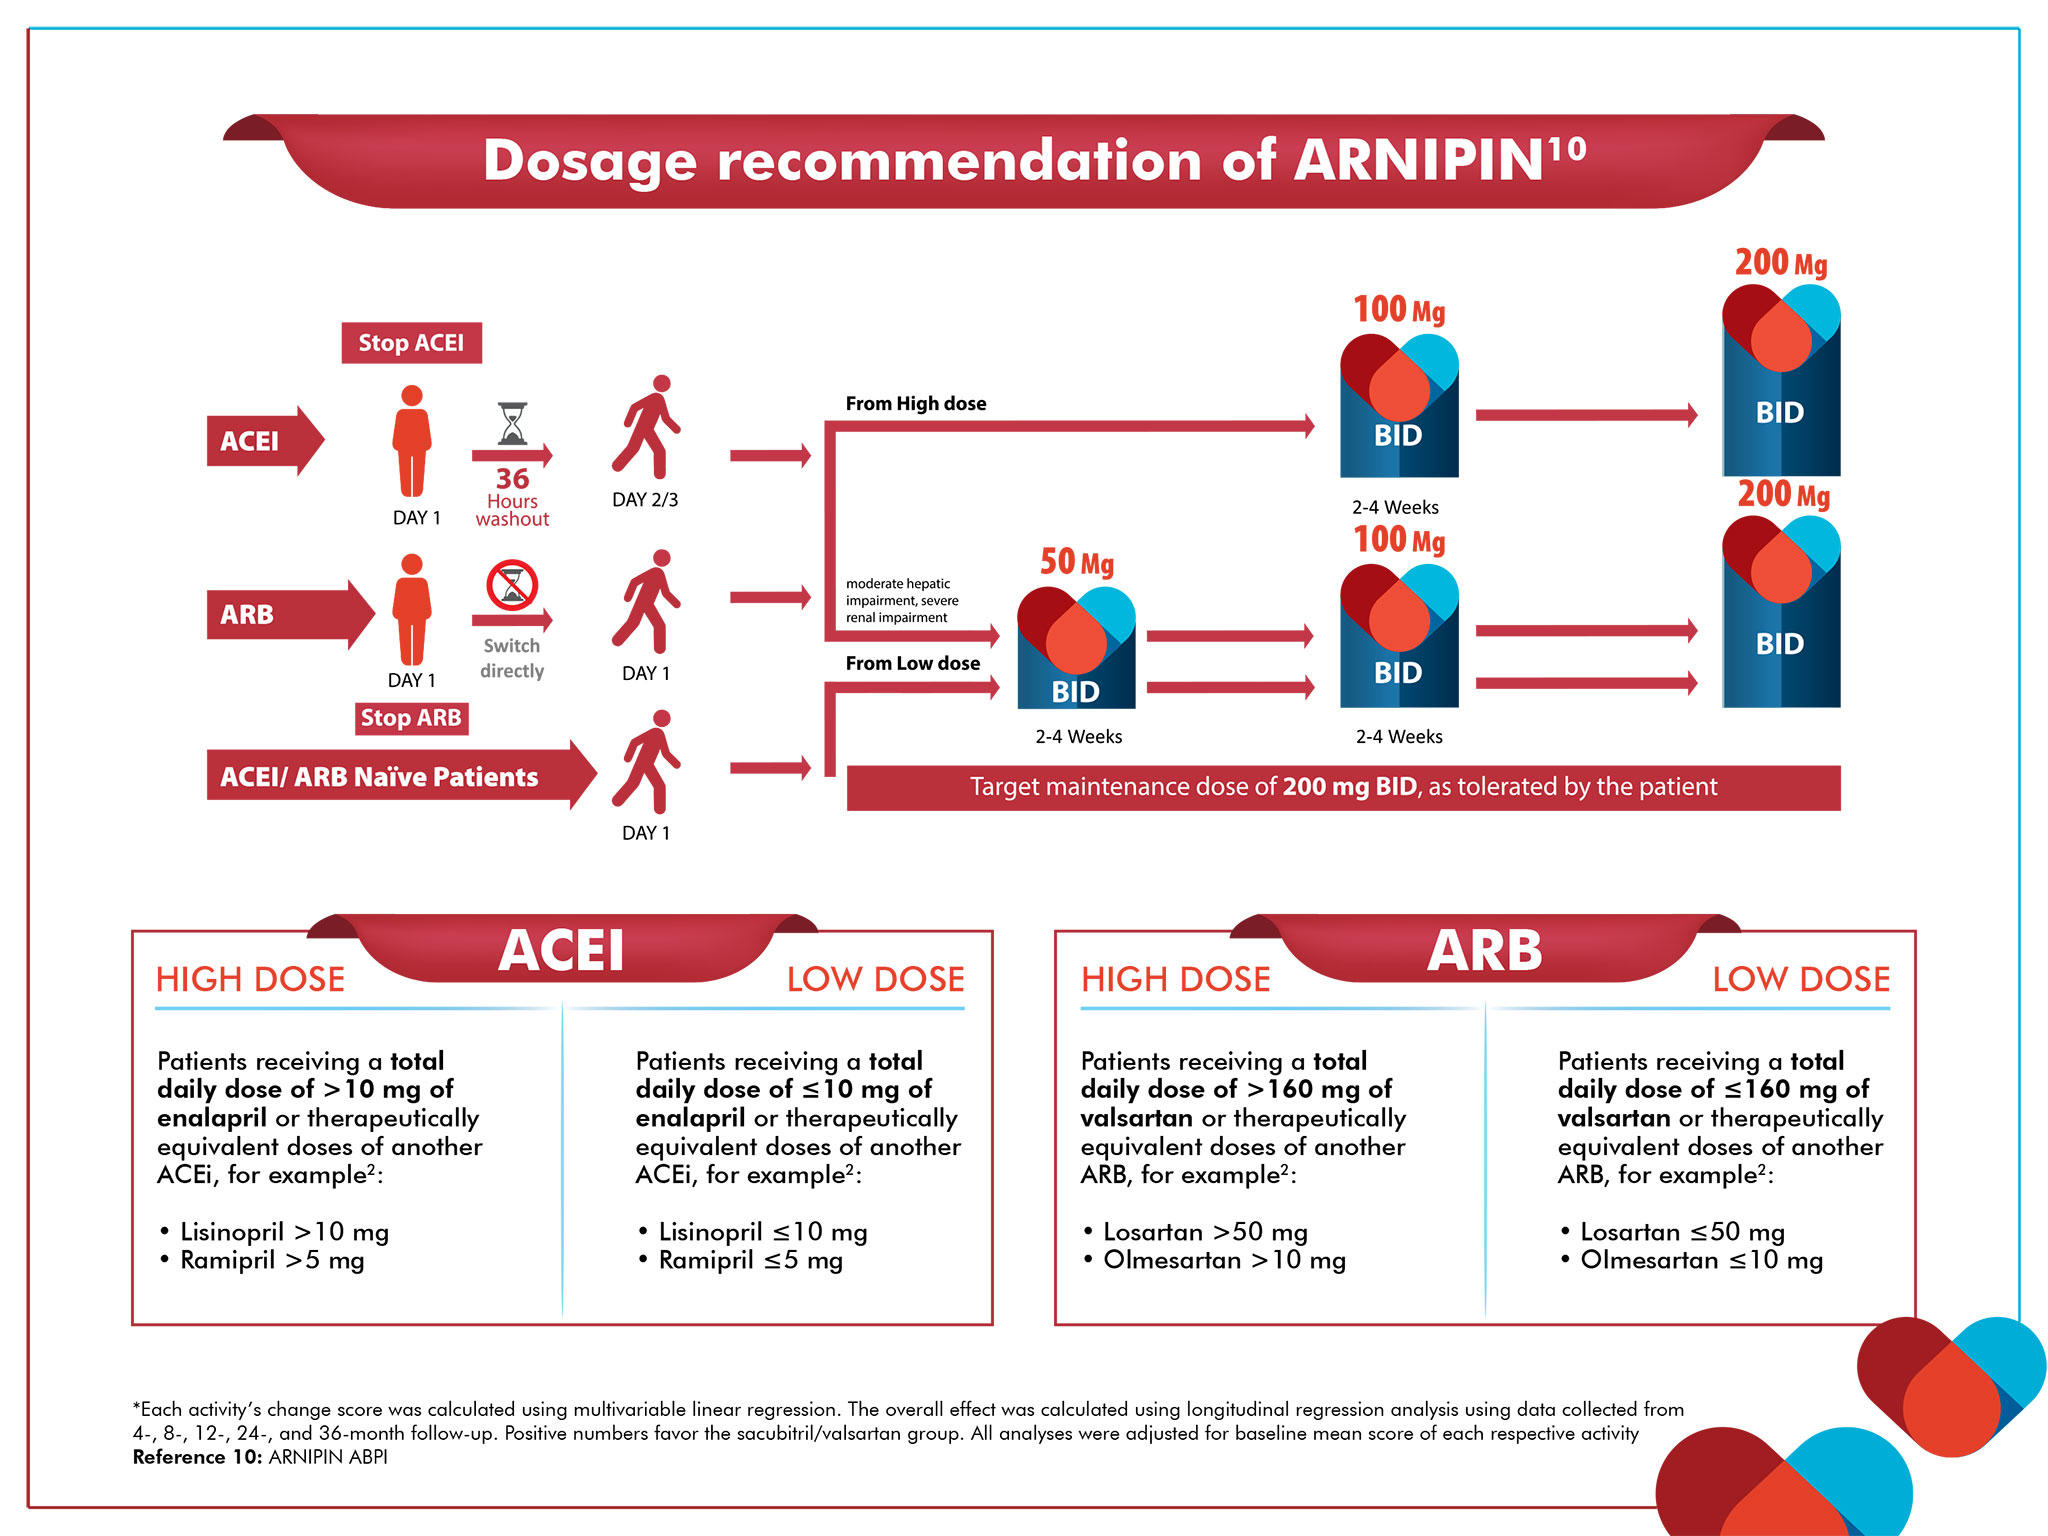 Dosage recommendation of ARNIPIN¹⁰
Stop ACEI
ACEI
DAY 1
36
Hours
washout
DAY 2/3
From High dose
100 Mg
BID
2-4 Weeks
200 Mg
BID
ARB
DAY 1
Stop ARB
Switch
directly
DAY 1
moderate hepatic
impairment, severe
renal impairment
From Low dose
50 Mg
BID
2-4 Weeks
100 Mg
BID
2-4 Weeks
200 Mg
BID
ACEI/ ARB Naïve Patients
DAY 1
Target maintenance dose of 200 mg BID, as tolerated by the patient
ACEI
HIGH DOSE
Patients receiving a total
daily dose of >10 mg of
enalapril or therapeutically
equivalent doses of another
ACEi, for example²:
• Lisinopril >10 mg
• Ramipril >5 mg
LOW DOSE
Patients receiving a total
daily dose of ≤10 mg of
enalapril or therapeutically
equivalent doses of another
ACEi, for example²:
• Lisinopril ≤10 mg
• Ramipril ≤5 mg
ARB
HIGH DOSE
Patients receiving a total
daily dose of >160 mg of
valsartan or therapeutically
equivalent doses of another
ARB, for example²:
• Losartan >50 mg
• Olmesartan >10 mg
LOW DOSE
Patients receiving a total
daily dose of ≤160 mg of
valsartan or therapeutically
equivalent doses of another
ARB, for example²:
• Losartan ≤50 mg
• Olmesartan ≤10 mg
*Each activity's change score was calculated using multivariable linear regression. The overall effect was calculated using longitudinal regression analysis using data collected from
4-, 8-, 12-, 24-, and 36-month follow-up. Positive numbers favor the sacubitril/valsartan group. All analyses were adjusted for baseline mean score of each respective activity
Reference 10: ARNIPIN ABPI